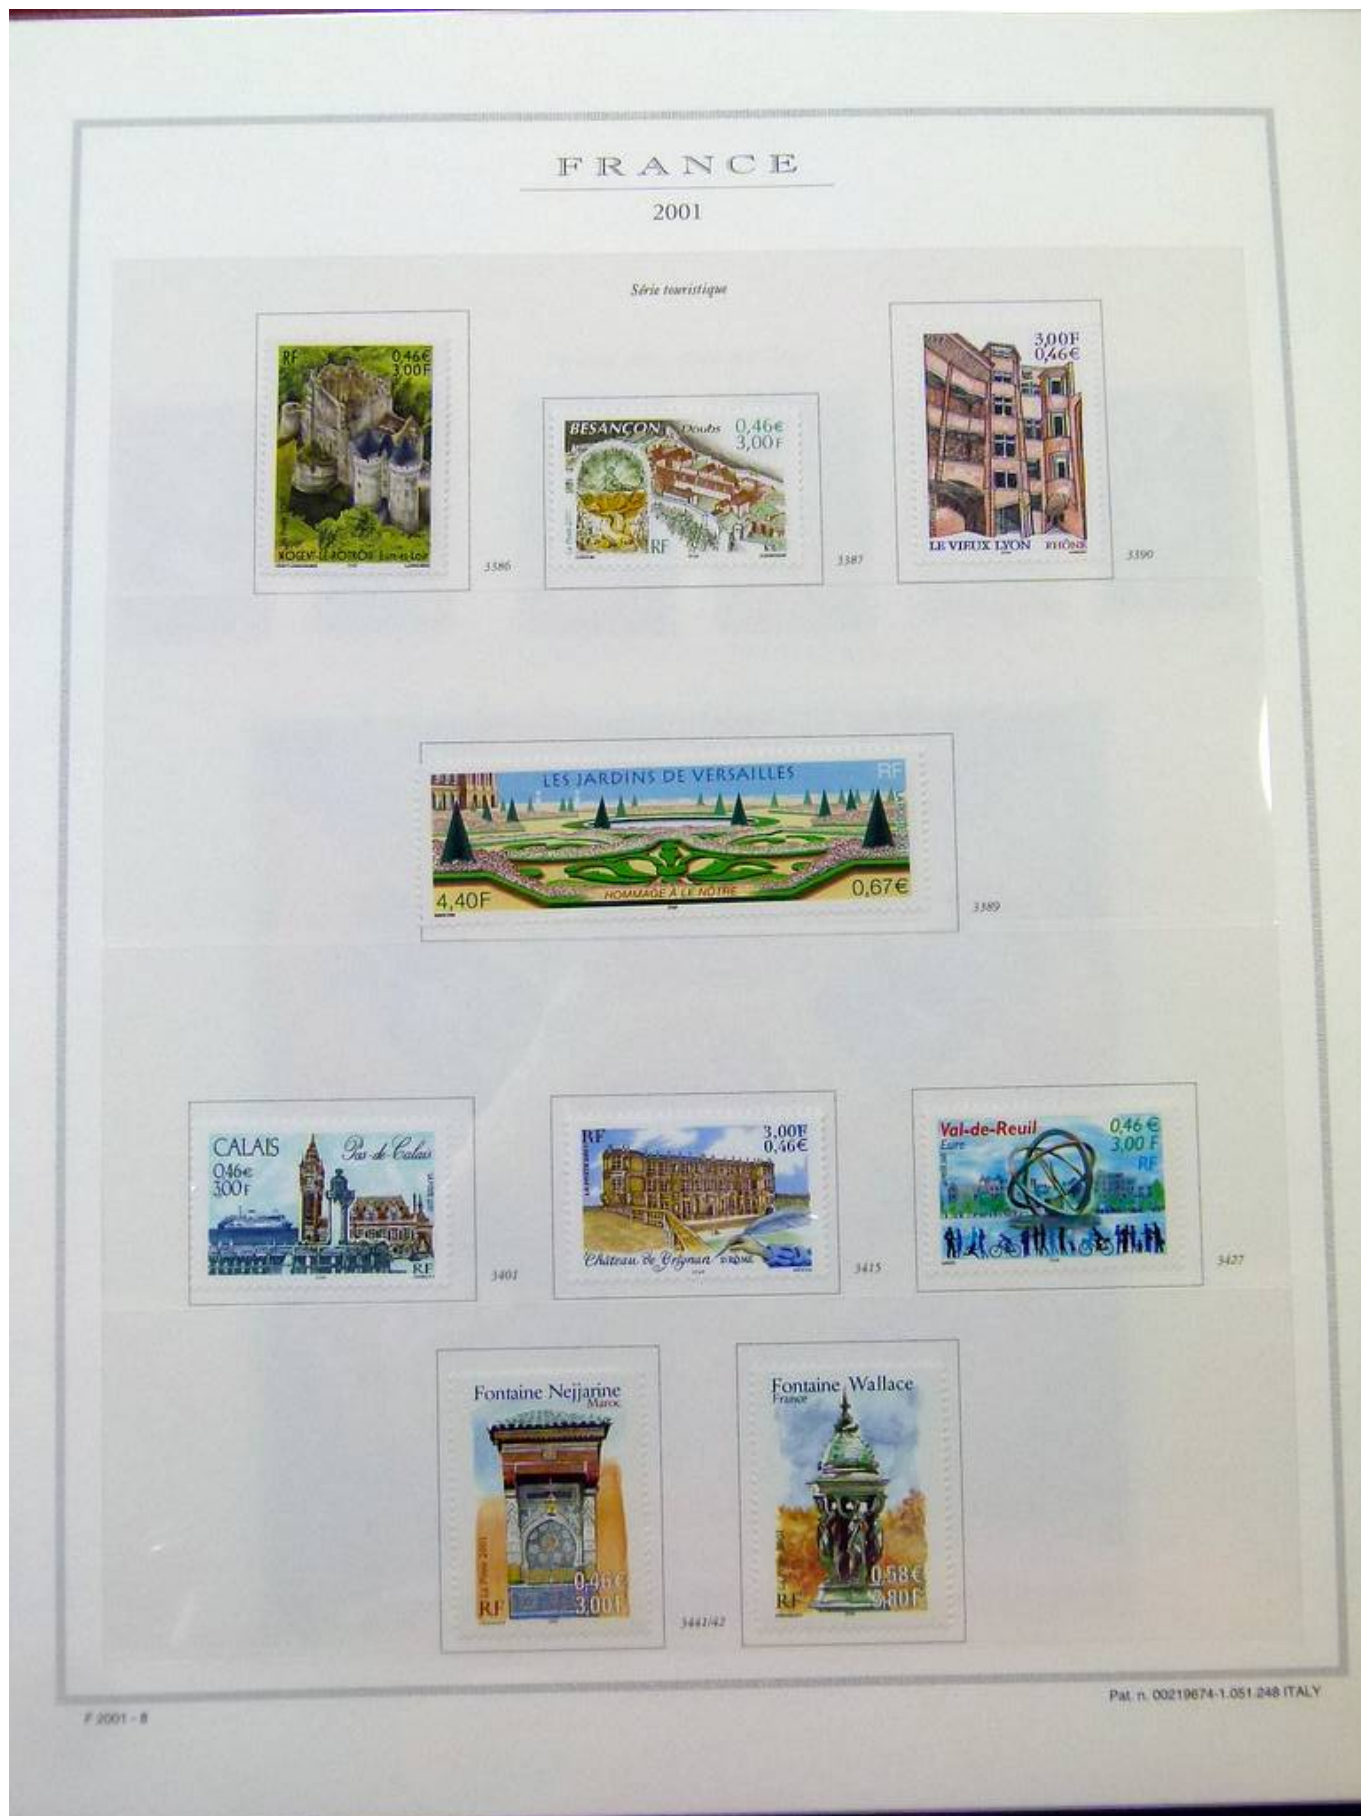 FRANCE
2001
Série touristique
RF
0,46€
3,00F
NOGENT-LE-ROTROU Eure-et-Loir
3386
BESANÇON Doubs
0,46€
3,00F
RF
3387
3,00F
0,46€
LE VIEUX LYON RHÔNE
3390
LES JARDINS DE VERSAILLES RF
HOMMAGE À LE NÔTRE
4,40F
0,67€
3389
CALAIS Pas-de-Calais
0,46€
3,00F
RF
3401
RF
3,00F
0,46€
Château de Grignan DRÔME
3415
Val-de-Reuil
Eure
0,46€
3,00F
RF
3427
Fontaine Nejjarine
Maroc
La Poste 2001
0,46€
RF 3,00F
3441/42
Fontaine Wallace
France
0,58€
RF 3,80F
F 2001 - 8
Pat. n. 00219674-1.051.248 ITALY